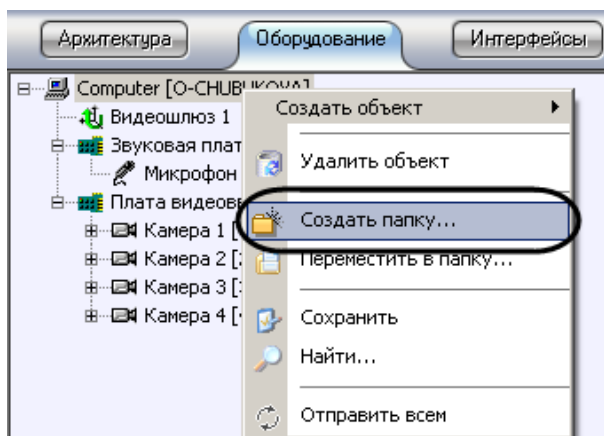 Архитектура
Оборудование
Интерфейсы
Computer [O-CHUBUKOVA]
Видеошлюз 1
Звуковая плат
Микрофон
Плата видеов
Камера 1 [
Камера 2 [
Камера 3 [
Камера 4 [
Создать объект
Удалить объект
Создать папку...
Переместить в папку...
Сохранить
Найти...
Отправить всем